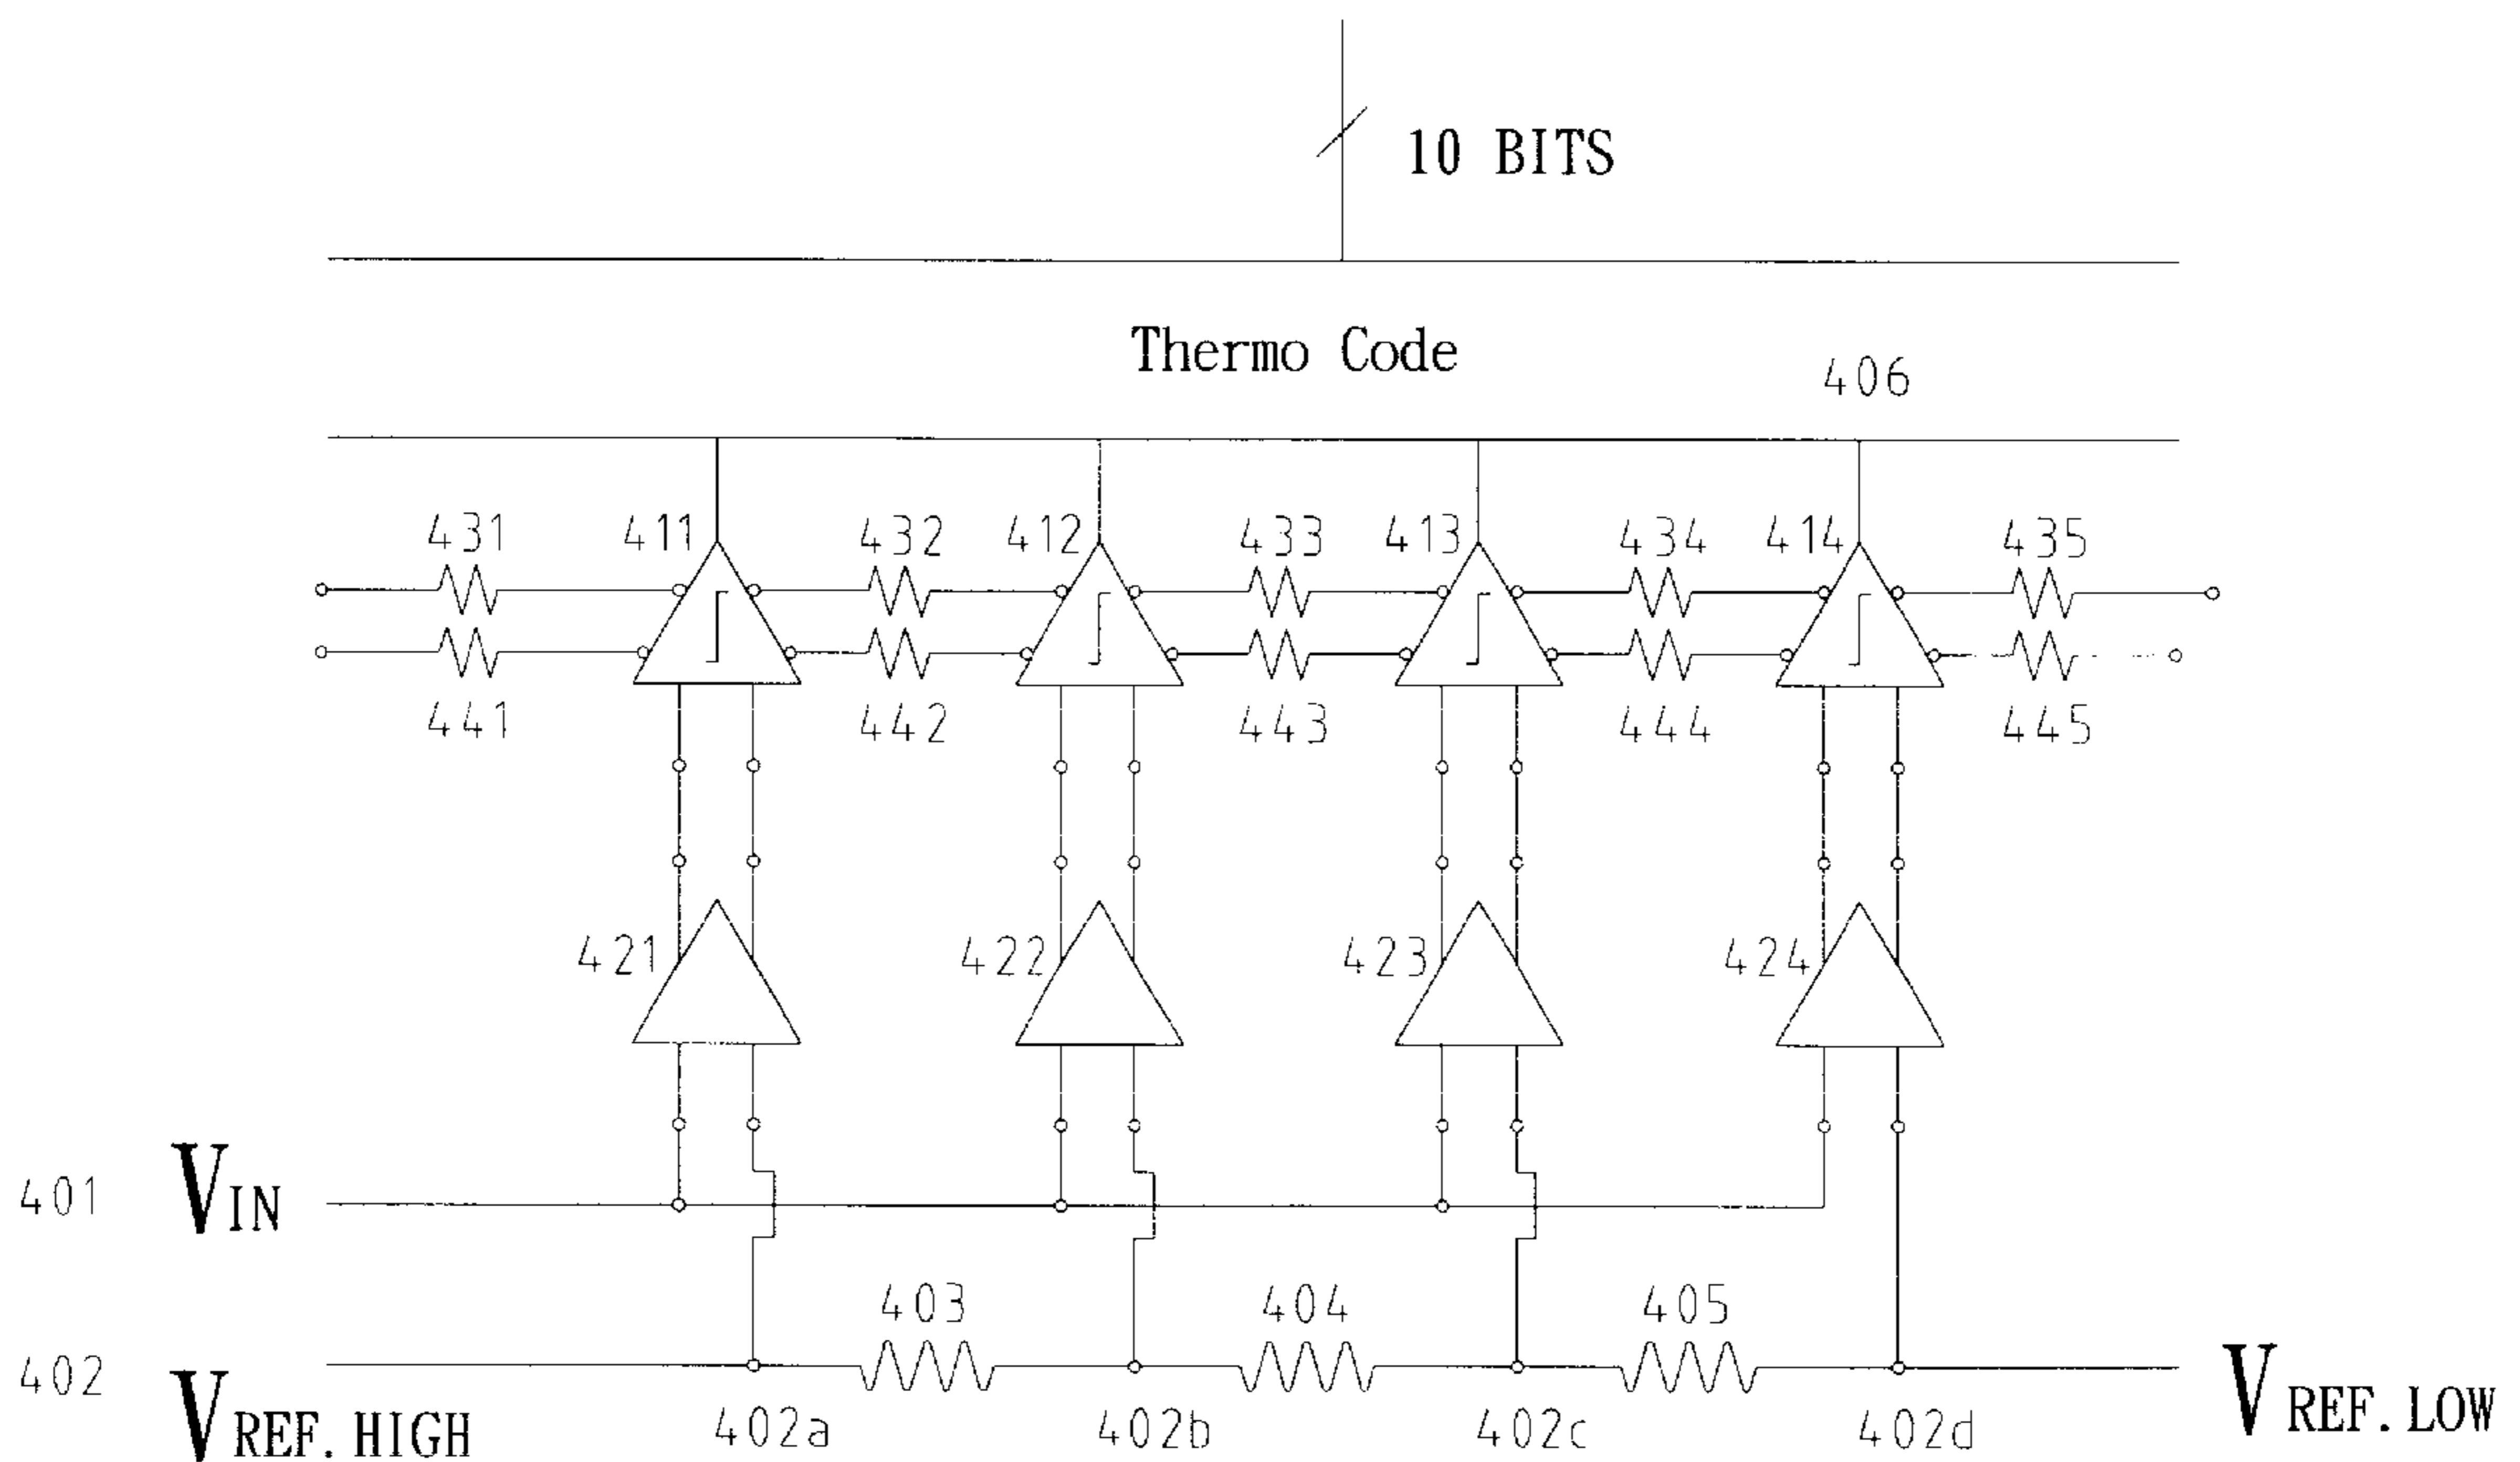 10 BITS
Thermo Code
406
431 411 432 412 433 413 434 414 435
441 442 443 444 445
421 422 423 424
401 VIN
403 404 405
402 VREF.HIGH VREF.LOW
402a 402b 402c 402d